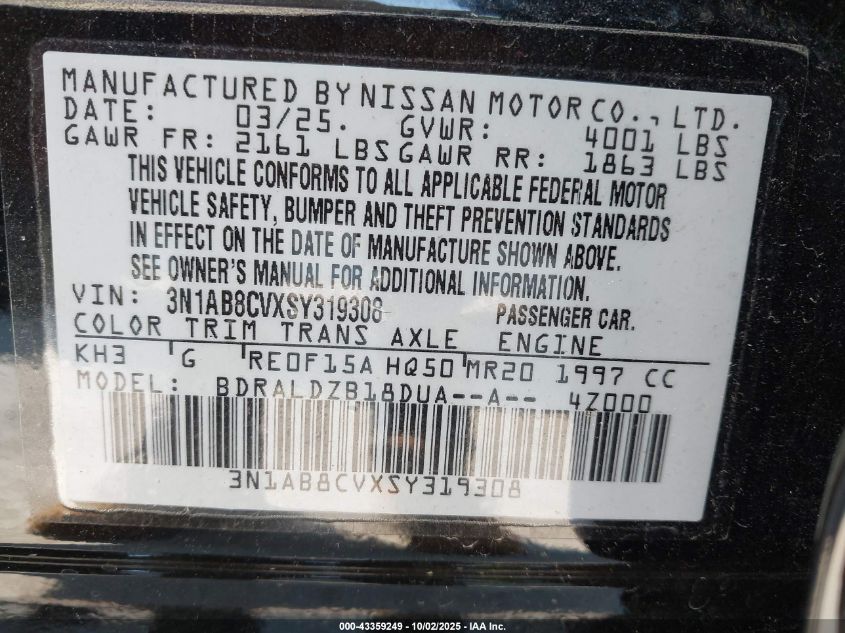 MANUFACTURED BY NISSAN MOTOR CO., LTD.
DATE: 03/25. GVWR: 4001 LBS
GAWR FR: 2161 LBS GAWR RR: 1863 LBS
THIS VEHICLE CONFORMS TO ALL APPLICABLE FEDERAL MOTOR
VEHICLE SAFETY, BUMPER AND THEFT PREVENTION STANDARDS
IN EFFECT ON THE DATE OF MANUFACTURE SHOWN ABOVE.
SEE OWNER'S MANUAL FOR ADDITIONAL INFORMATION.
VIN: 3N1AB8CVXSY319308 PASSENGER CAR.
COLOR TRIM TRANS AXLE ENGINE
KH3 G RE0F15A HQ50 MR20 1997 CC
MODEL: BDRALDZB18DUA--A-- 4Z000
3N1AB8CVXSY319308
000-43359249 - 10/02/2025 - IAA Inc.